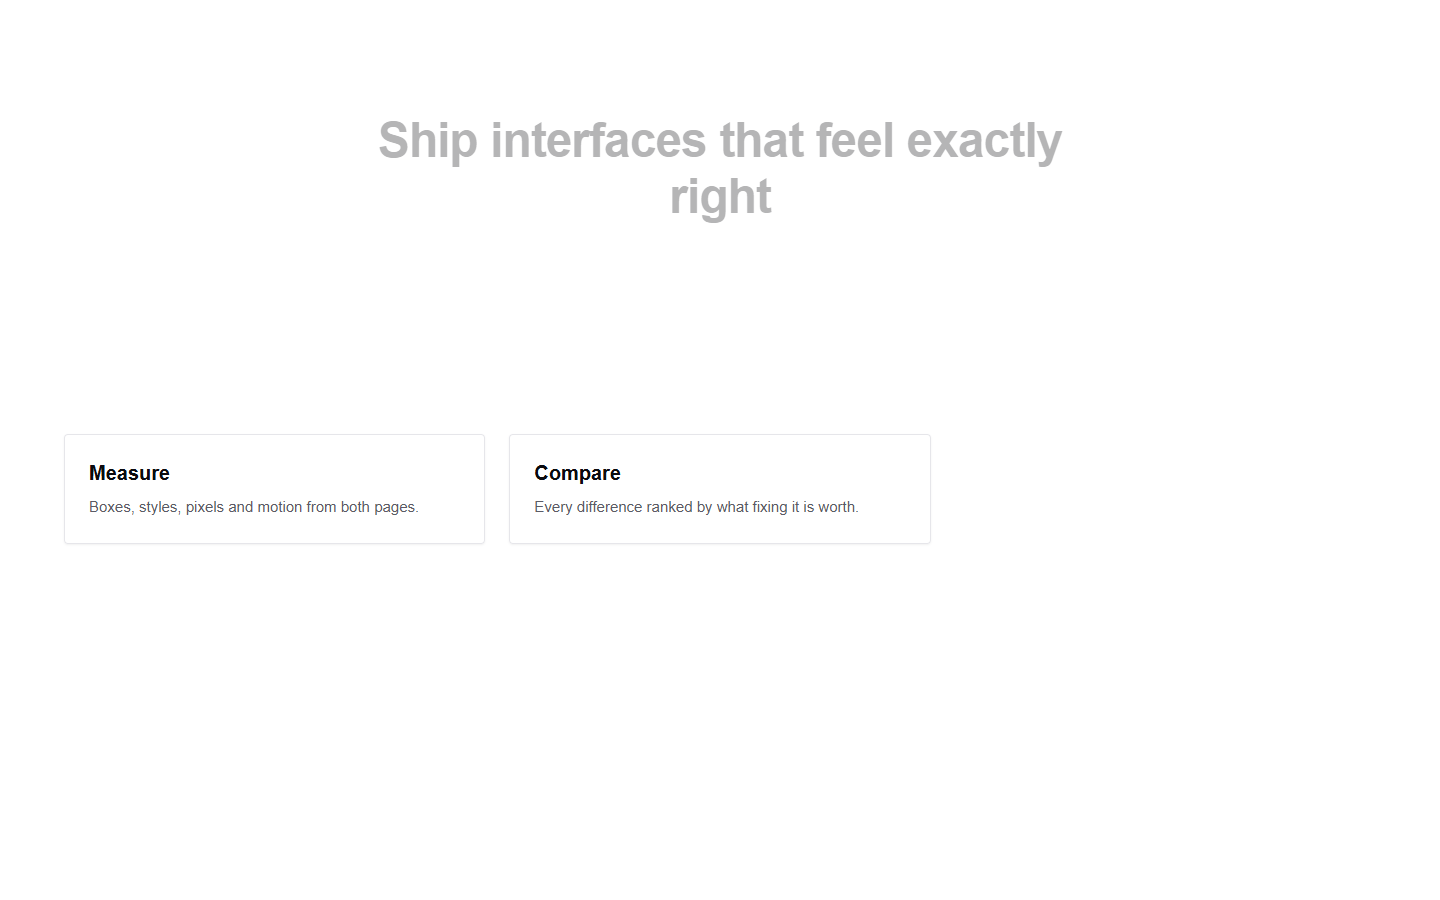 Ship interfaces that feel exactly
right
Measure
Boxes, styles, pixels and motion from both pages.
Compare
Every difference ranked by what fixing it is worth.